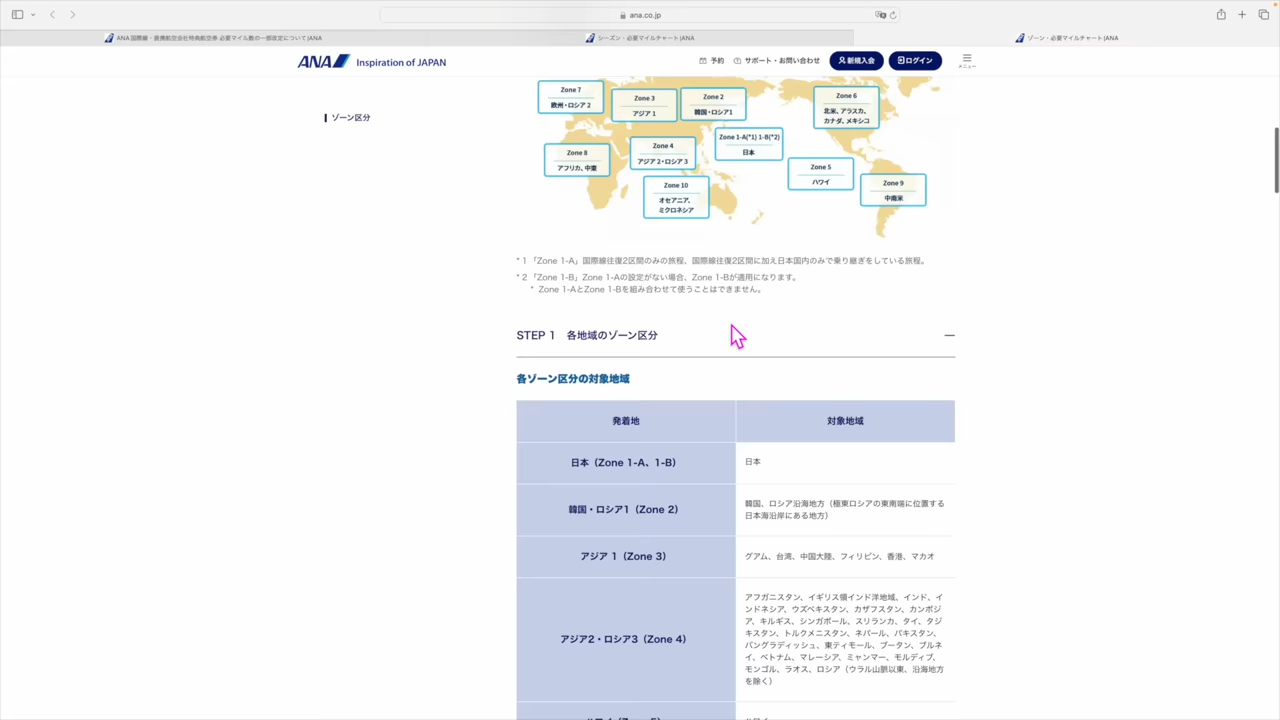 ana.co.jp
ANA国際線・提携航空会社特典航空券 必要マイル数の一部改定について | ANA
シーズン・必要マイルチャート | ANA
ゾーン・必要マイルチャート | ANA
ANA Inspiration of JAPAN
予約
サポート・お問い合わせ
新規入会
ログイン
メニュー
ゾーン区分
Zone 7
欧州・ロシア 2
Zone 3
アジア 1
Zone 2
韓国・ロシア1
Zone 6
北米、アラスカ、
カナダ、メキシコ
Zone 1-A(*1) 1-B(*2)
日本
Zone 8
アフリカ、中東
Zone 4
アジア 2・ロシア 3
Zone 5
ハワイ
Zone 10
オセアニア、
ミクロネシア
Zone 9
中南米
* 1 「Zone 1-A」国際線往復2区間のみの旅程、国際線往復2区間に加え日本国内のみで乗り継ぎをしている旅程。
* 2 「Zone 1-B」Zone 1-Aの設定がない場合、Zone 1-Bが適用になります。
* Zone 1-AとZone 1-Bを組み合わせて使うことはできません。
STEP 1 各地域のゾーン区分
各ゾーン区分の対象地域
発着地
対象地域
日本（Zone 1-A、1-B）
日本
韓国・ロシア1（Zone 2）
韓国、ロシア沿海地方（極東ロシアの東南端に位置する
日本海沿岸にある地方）
アジア 1（Zone 3）
グアム、台湾、中国大陸、フィリピン、香港、マカオ
アジア2・ロシア3（Zone 4）
アフガニスタン、イギリス領インド洋地域、インド、イ
ンドネシア、ウズベキスタン、カザフスタン、カンボジ
ア、キルギス、シンガポール、スリランカ、タイ、タジ
キスタン、トルクメニスタン、ネパール、パキスタン、
バングラディッシュ、東ティモール、ブータン、ブルネ
イ、ベトナム、マレーシア、ミャンマー、モルディブ、
モンゴル、ラオス、ロシア（ウラル山脈以東、沿海地方
を除く）